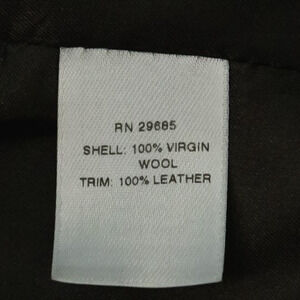 RN 29685
SHELL: 100% VIRGIN
WOOL
TRIM: 100% LEATHER